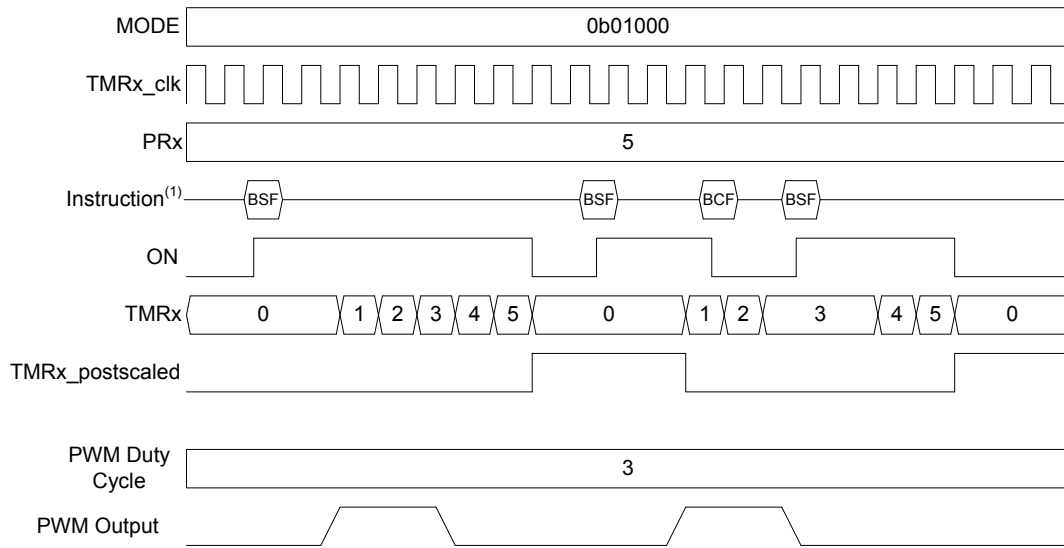 MODE 0b01000
TMRx_clk
PRx 5
Instruction(1) BSF BSF BCF BSF
ON
TMRx 0 1 2 3 4 5 0 1 2 3 4 5 0
TMRx_postscaled
PWM Duty
Cycle 3
PWM Output